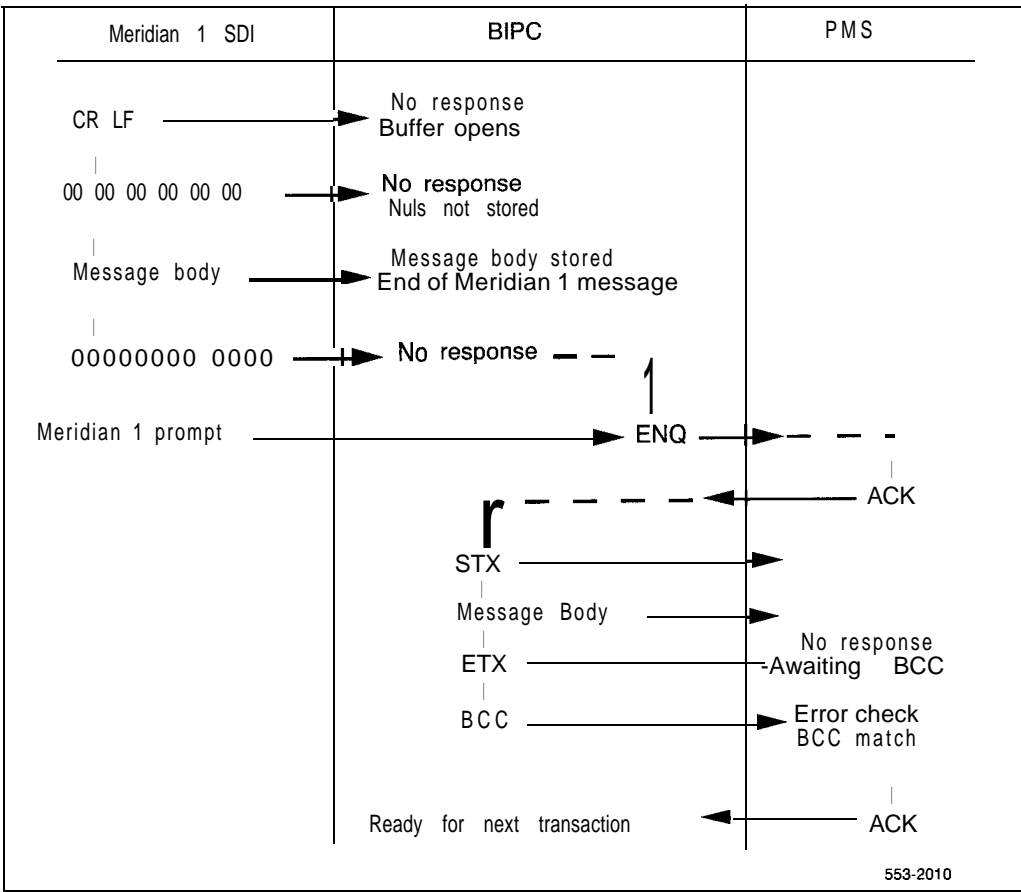 Meridian 1 SDI BIPC PMS
No response
CR LF Buffer opens
00 00 00 00 00 00 No response
Nuls not stored
Message body stored
Message body End of Meridian 1 message
00000000 0000 No response
Meridian 1 prompt ENQ
ACK
STX
Message Body
No response
ETX -Awaiting BCC
BCC Error check
BCC match
Ready for next transaction ACK
553-2010